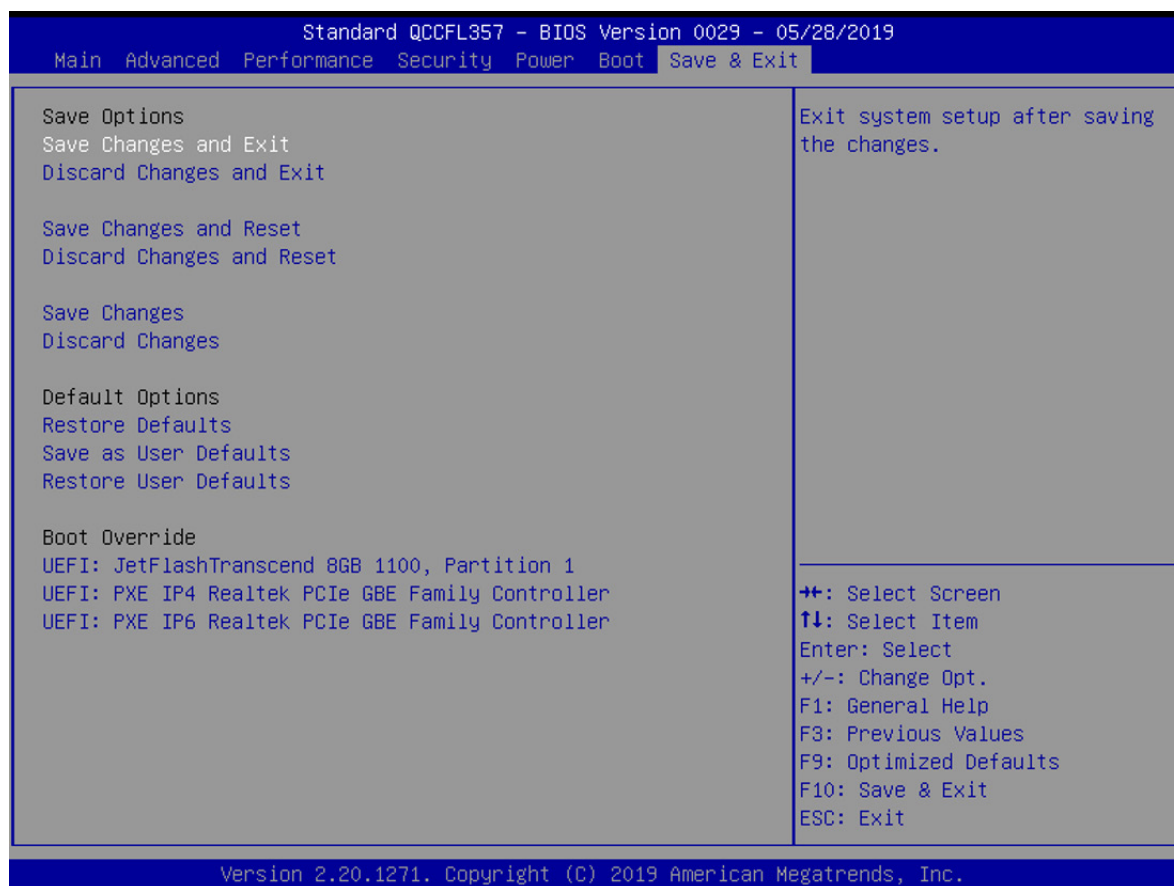 Standard QCCFL357 – BIOS Version 0029 – 05/28/2019
Main Advanced Performance Security Power Boot Save & Exit
Save Options
Save Changes and Exit
Discard Changes and Exit
Save Changes and Reset
Discard Changes and Reset
Save Changes
Discard Changes
Default Options
Restore Defaults
Save as User Defaults
Restore User Defaults
Boot Override
UEFI: JetFlashTranscend 8GB 1100, Partition 1
UEFI: PXE IP4 Realtek PCIe GBE Family Controller
UEFI: PXE IP6 Realtek PCIe GBE Family Controller
Exit system setup after saving
the changes.
→←: Select Screen
↑↓: Select Item
Enter: Select
+/-: Change Opt.
F1: General Help
F3: Previous Values
F9: Optimized Defaults
F10: Save & Exit
ESC: Exit
Version 2.20.1271. Copyright (C) 2019 American Megatrends, Inc.